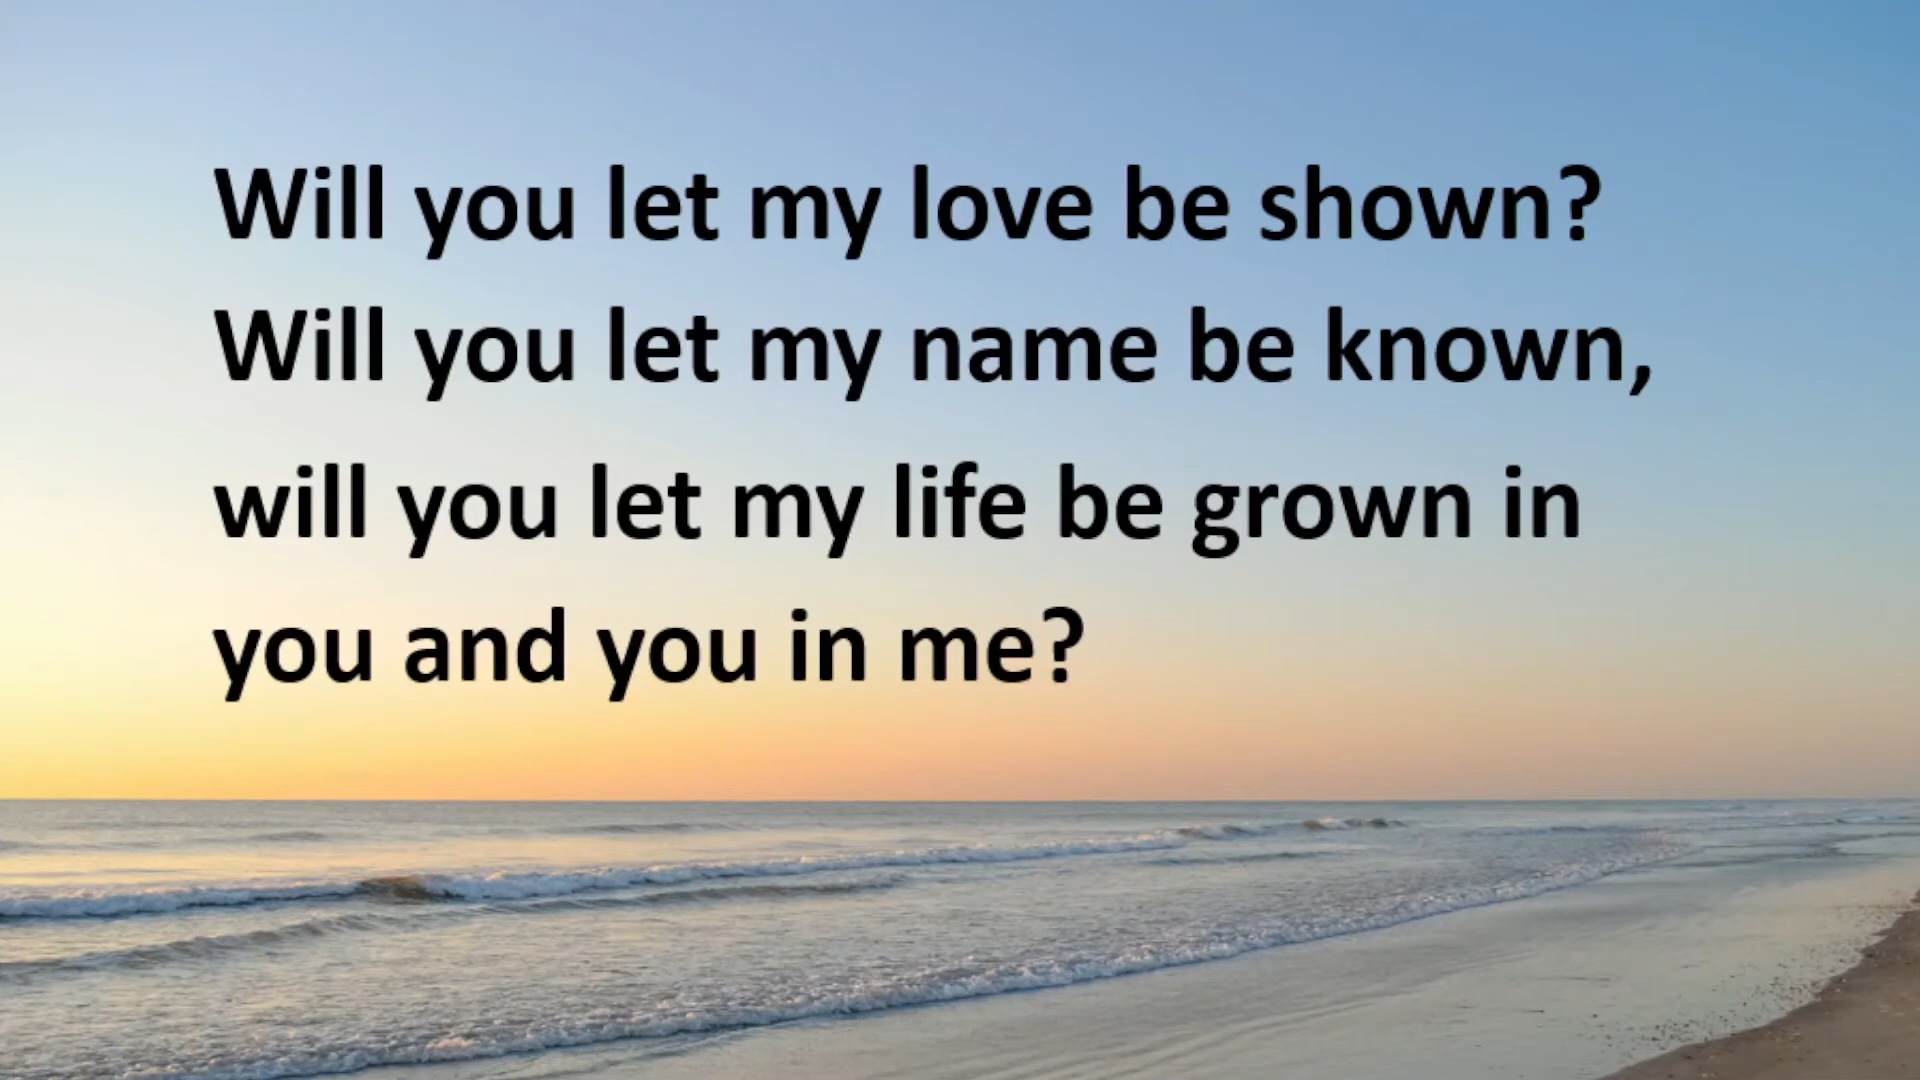 Will you let my love be shown?
Will you let my name be known,
will you let my life be grown in
you and you in me?